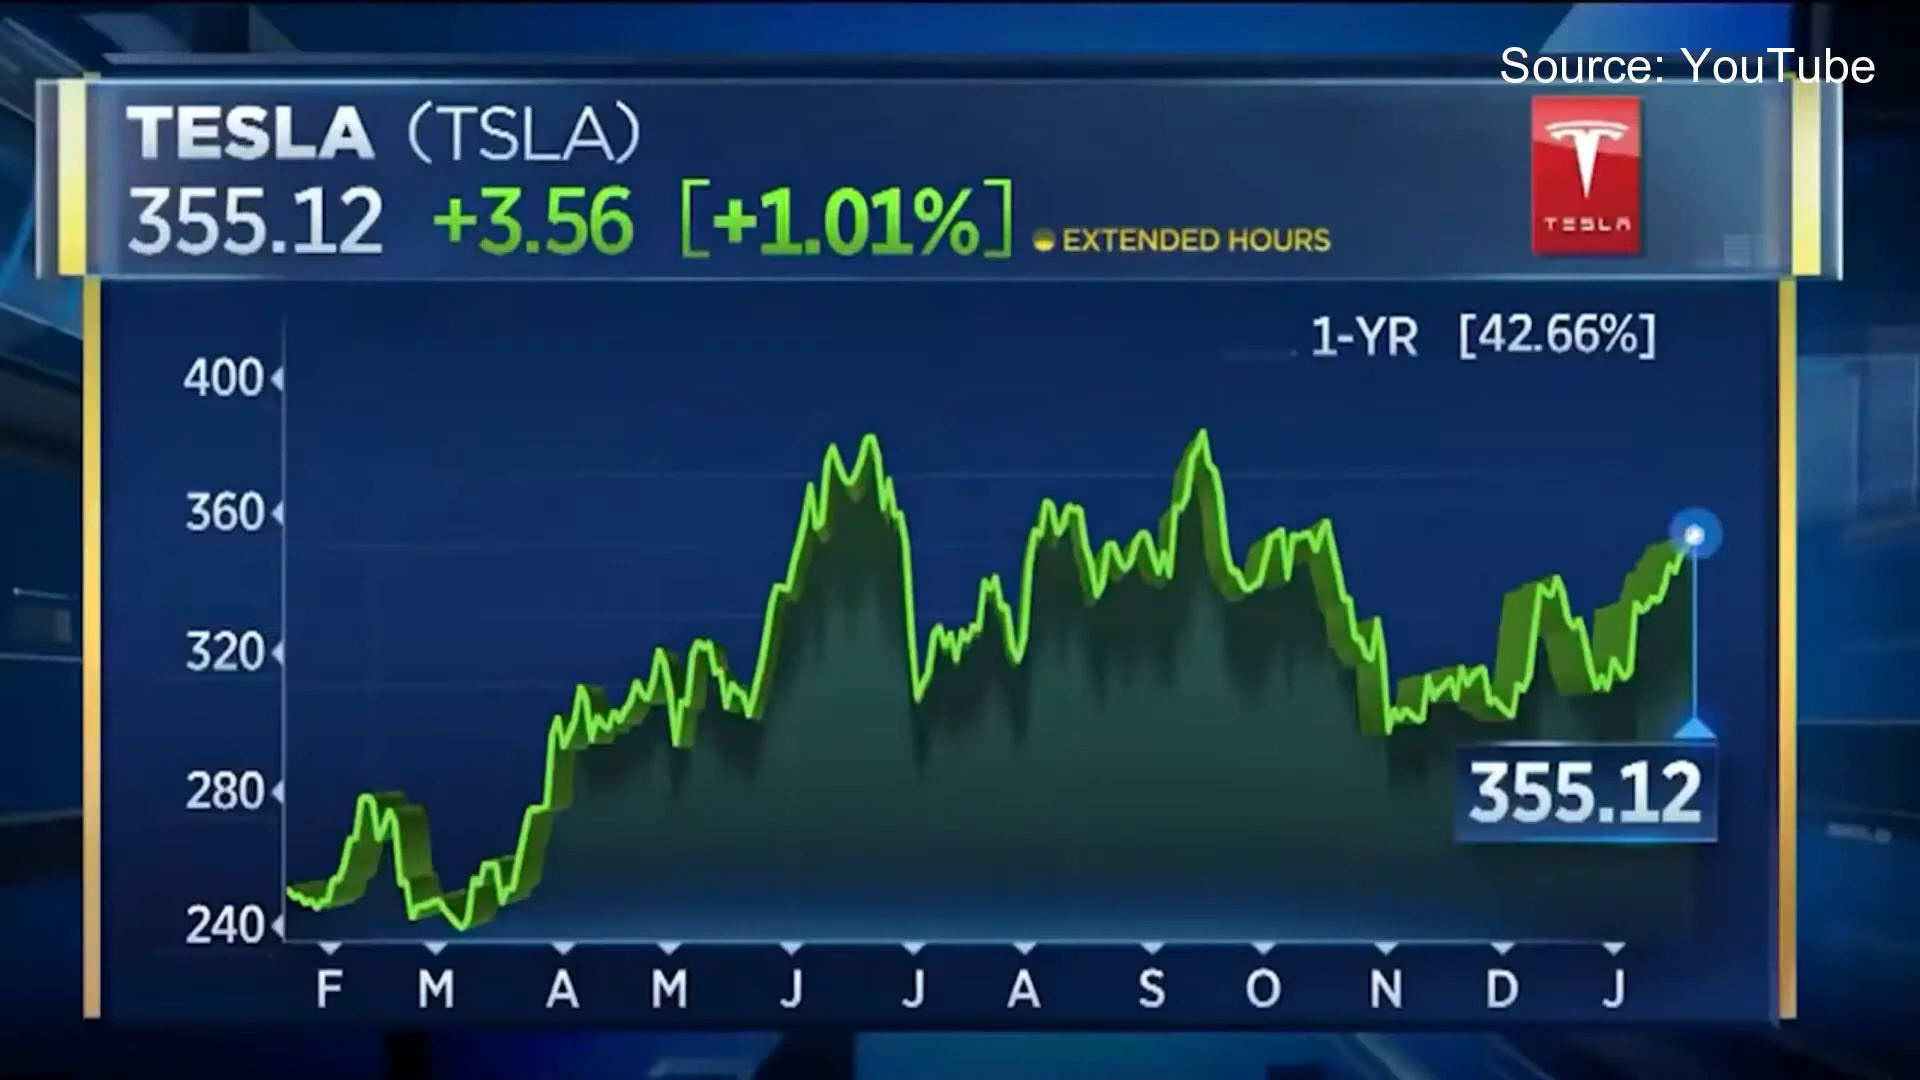 Source: YouTube
TESLA (TSLA)
355.12 +3.56 [+1.01%] EXTENDED HOURS
TESLA
1-YR [42.66%]
400
360
320
280
240
355.12
F M A M J J A S O N D J